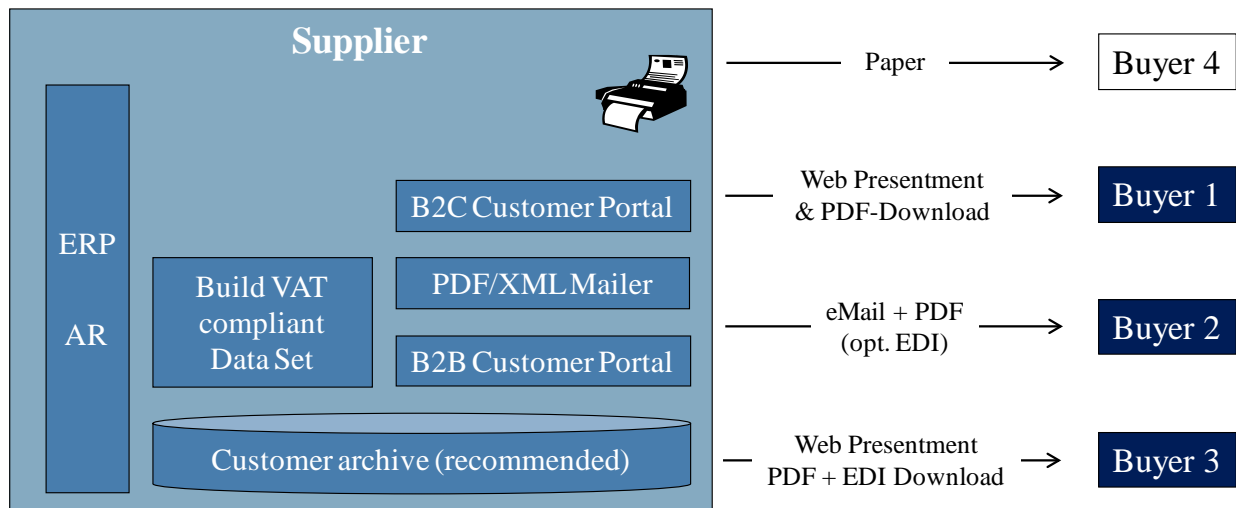 Supplier
ERP
AR
Build VAT
compliant
Data Set
B2C Customer Portal
PDF/XML Mailer
B2B Customer Portal
Customer archive (recommended)
Paper
Buyer 4
Web Presentment
& PDF-Download
Buyer 1
eMail + PDF
(opt. EDI)
Buyer 2
Web Presentment
PDF + EDI Download
Buyer 3